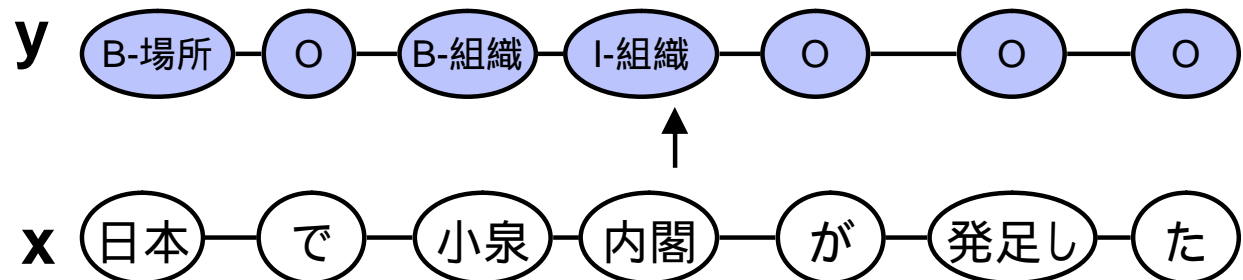 y B-場所 O B-組織 I-組織 O O O
x 日本 で 小泉 内閣 が 発足し た